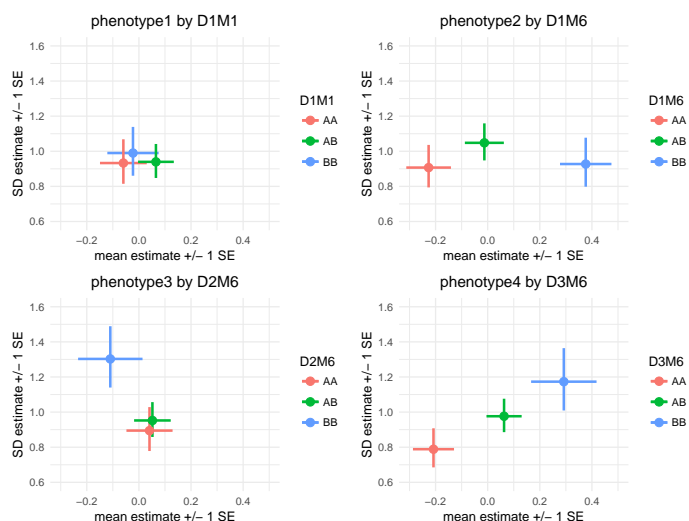 phenotype1 by D1M1
SD estimate +/− 1 SE
1.6
1.4
1.2
1.0
0.8
0.6
−0.2
0.0
0.2
0.4
mean estimate +/− 1 SE
D1M1
AA
AB
BB
phenotype2 by D1M6
SD estimate +/− 1 SE
1.6
1.4
1.2
1.0
0.8
0.6
−0.2
0.0
0.2
0.4
mean estimate +/− 1 SE
D1M6
AA
AB
BB
phenotype3 by D2M6
SD estimate +/− 1 SE
1.6
1.4
1.2
1.0
0.8
0.6
−0.2
0.0
0.2
0.4
mean estimate +/− 1 SE
D2M6
AA
AB
BB
phenotype4 by D3M6
SD estimate +/− 1 SE
1.6
1.4
1.2
1.0
0.8
0.6
−0.2
0.0
0.2
0.4
mean estimate +/− 1 SE
D3M6
AA
AB
BB